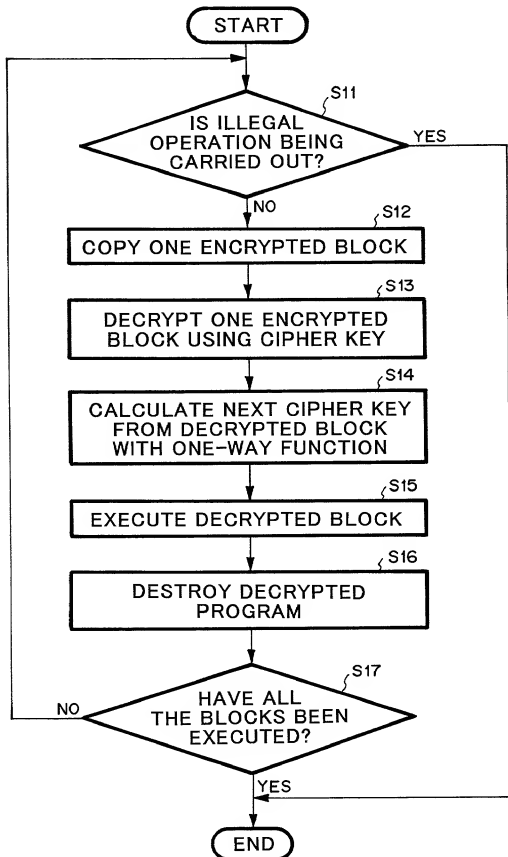 START
S11
IS ILLEGAL
OPERATION BEING
CARRIED OUT?
YES
NO
S12
COPY ONE ENCRYPTED BLOCK
S13
DECRYPT ONE ENCRYPTED
BLOCK USING CIPHER KEY
S14
CALCULATE NEXT CIPHER KEY
FROM DECRYPTED BLOCK
WITH ONE-WAY FUNCTION
S15
EXECUTE DECRYPTED BLOCK
S16
DESTROY DECRYPTED
PROGRAM
S17
HAVE ALL
THE BLOCKS BEEN
EXECUTED?
NO
YES
END